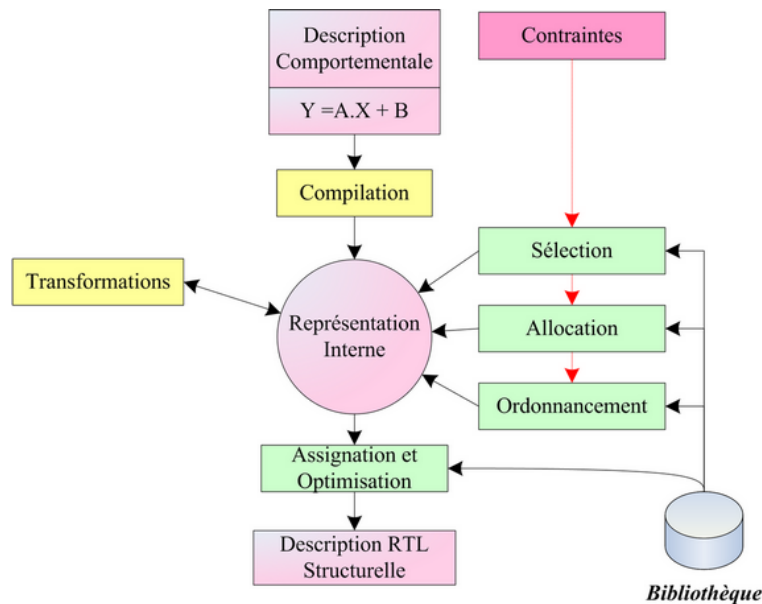 Description
Comportementale
Y =A.X + B
Contraintes
Compilation
Sélection
Transformations
Représentation
Interne
Allocation
Ordonnancement
Assignation et
Optimisation
Description RTL
Structurelle
Bibliothèque